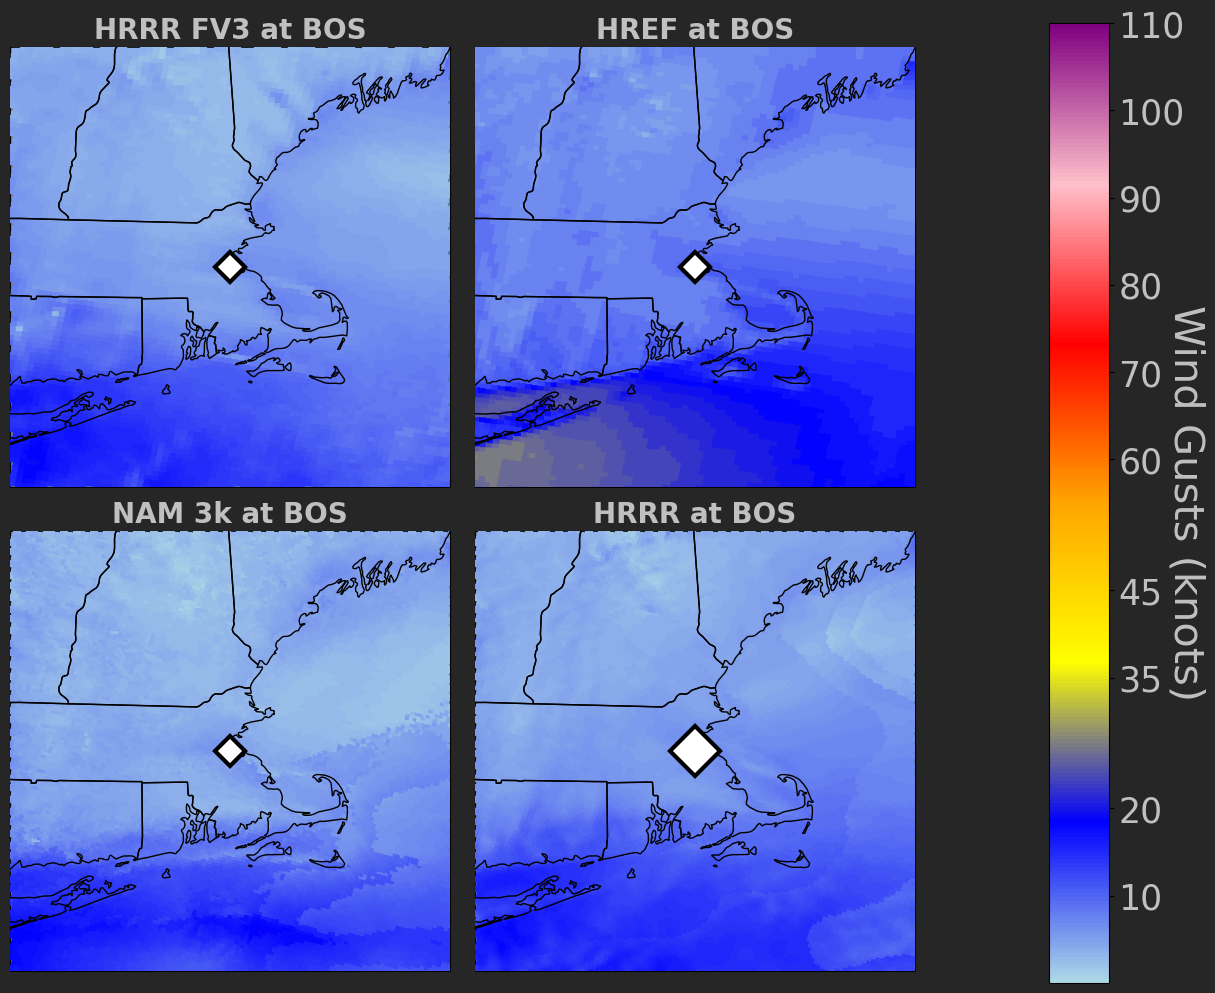 HRRR FV3 at BOS
HREF at BOS
NAM 3k at BOS
HRRR at BOS
110
100
90
80
70
60
45
35
20
10
Wind Gusts (knots)